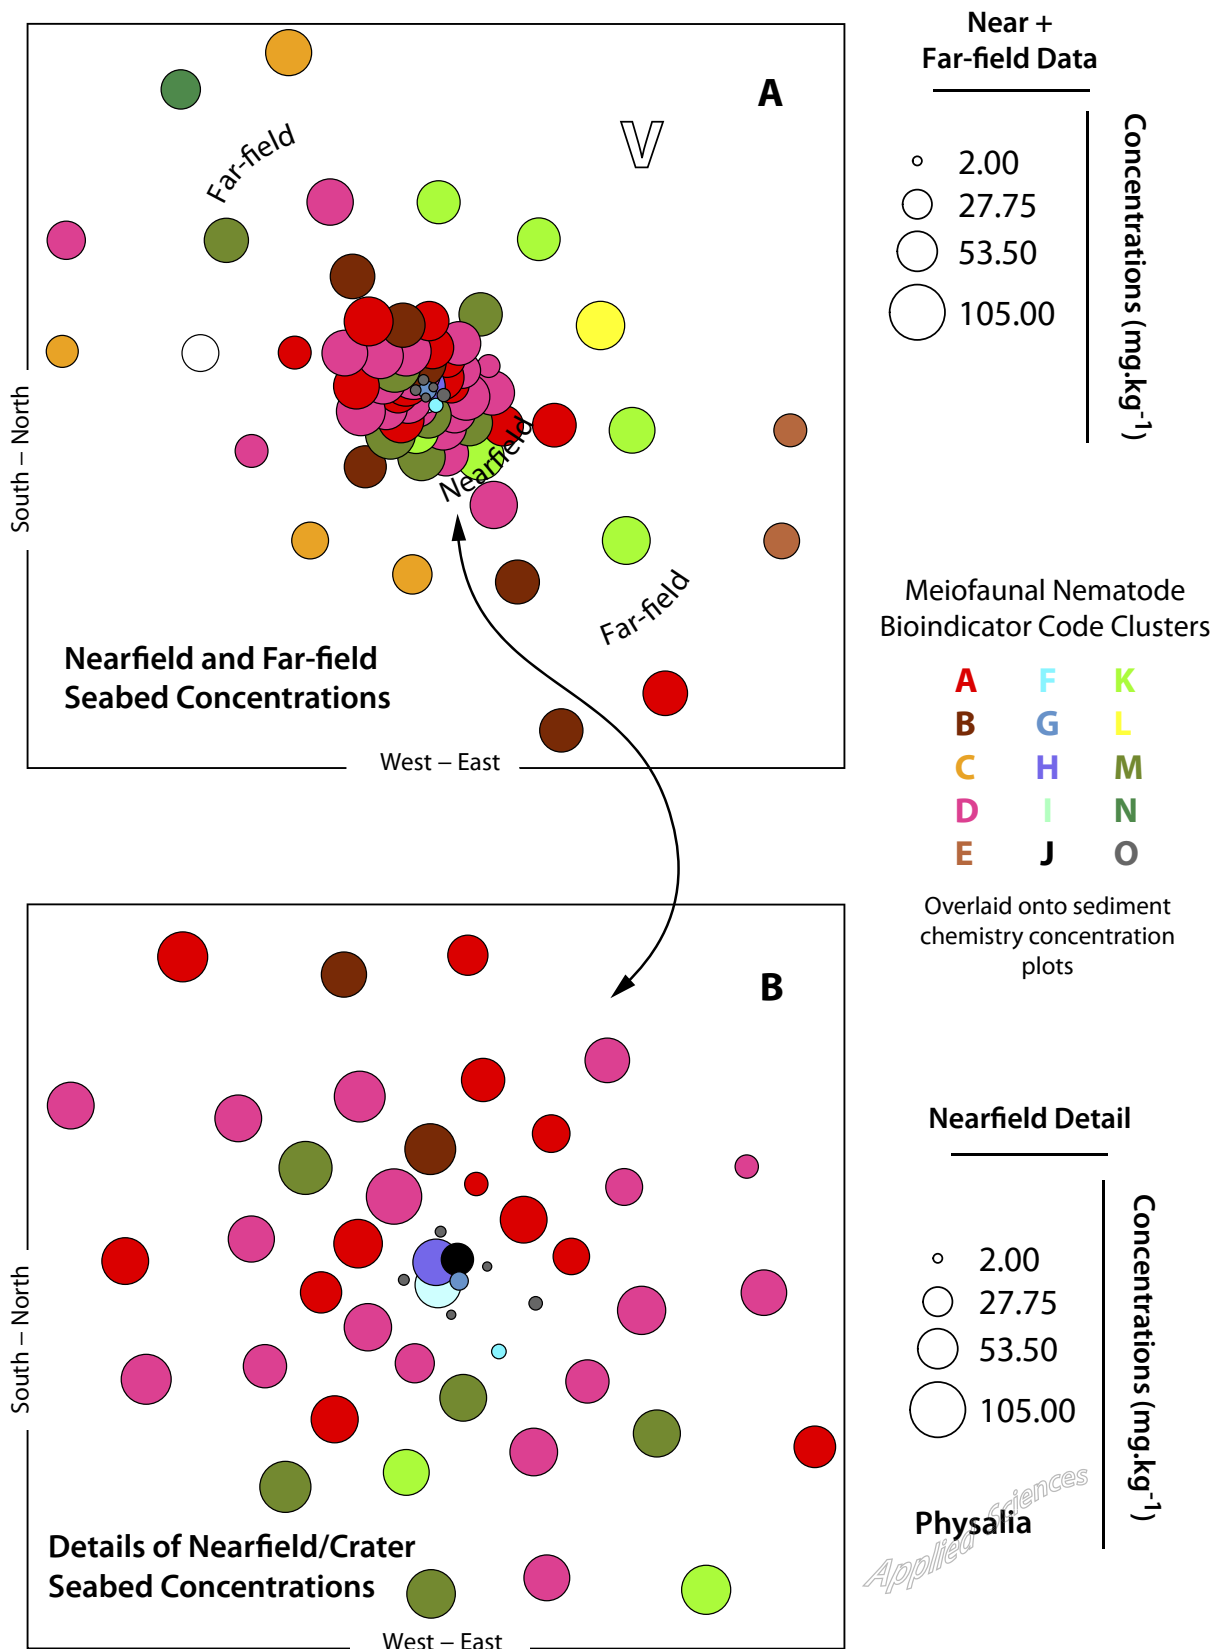 A
V
Far-field
Nearfield
Far-field
Nearfield and Far-field
Seabed Concentrations
South – North
West – East
Near +
Far-field Data
2.00
27.75
53.50
105.00
Concentrations (mg.kg-1)
Meiofaunal Nematode
Bioindicator Code Clusters
A F K
B G L
C H M
D I N
E J O
Overlaid onto sediment
chemistry concentration
plots
B
Details of Nearfield/Crater
Seabed Concentrations
South – North
West – East
Nearfield Detail
2.00
27.75
53.50
105.00
Concentrations (mg.kg-1)
Physalia
Applied Sciences